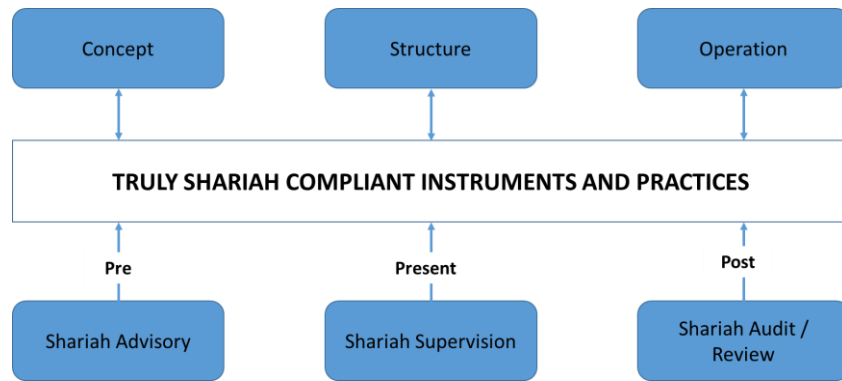 Concept
Structure
Operation
TRULY SHARIAH COMPLIANT INSTRUMENTS AND PRACTICES
Pre
Present
Post
Shariah Advisory
Shariah Supervision
Shariah Audit /
Review